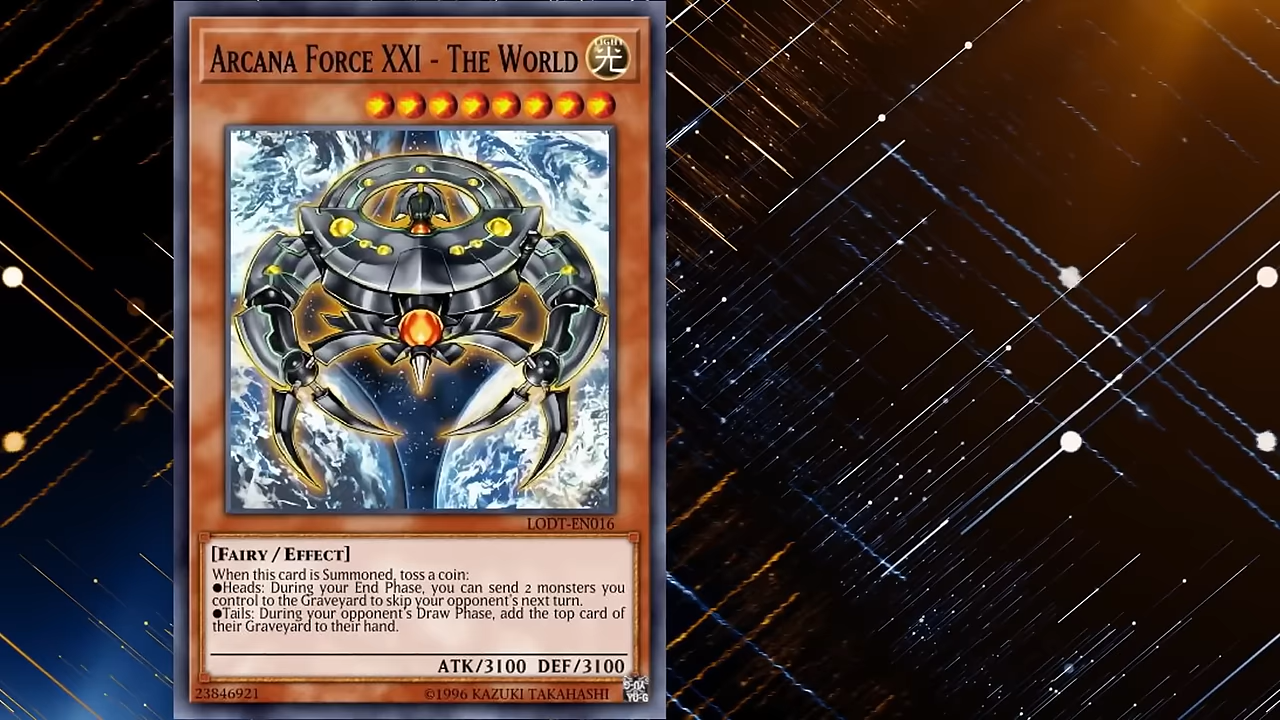 ARCANA FORCE XXI - THE WORLD
LIGHT
光
LODT-EN016
[FAIRY / EFFECT]
When this card is Summoned, toss a coin:
●Heads: During your End Phase, you can send 2 monsters you
control to the Graveyard to skip your opponent's next turn.
●Tails: During your opponent's Draw Phase, add the top card of
their Graveyard to their hand.
ATK/3100 DEF/3100
23846921
©1996 KAZUKI TAKAHASHI